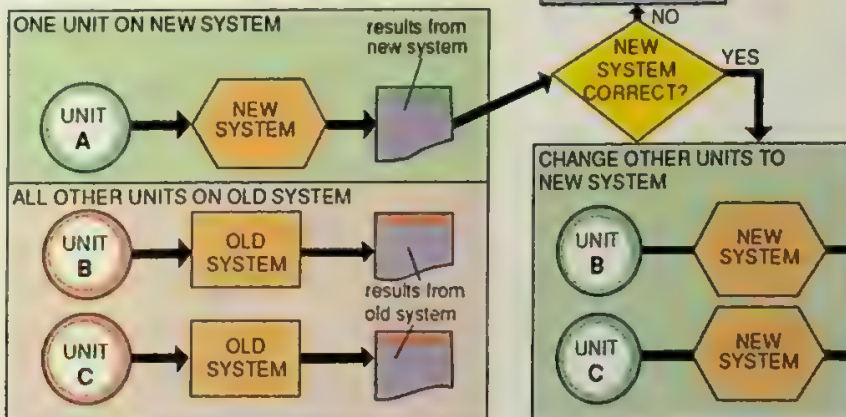 ONE UNIT ON NEW SYSTEM
results from
new system
UNIT
A
NEW
SYSTEM
NO
NEW
SYSTEM
CORRECT?
YES
ALL OTHER UNITS ON OLD SYSTEM
UNIT
B
OLD
SYSTEM
results from
old system
UNIT
C
OLD
SYSTEM
CHANGE OTHER UNITS TO
NEW SYSTEM
UNIT
B
NEW
SYSTEM
UNIT
C
NEW
SYSTEM